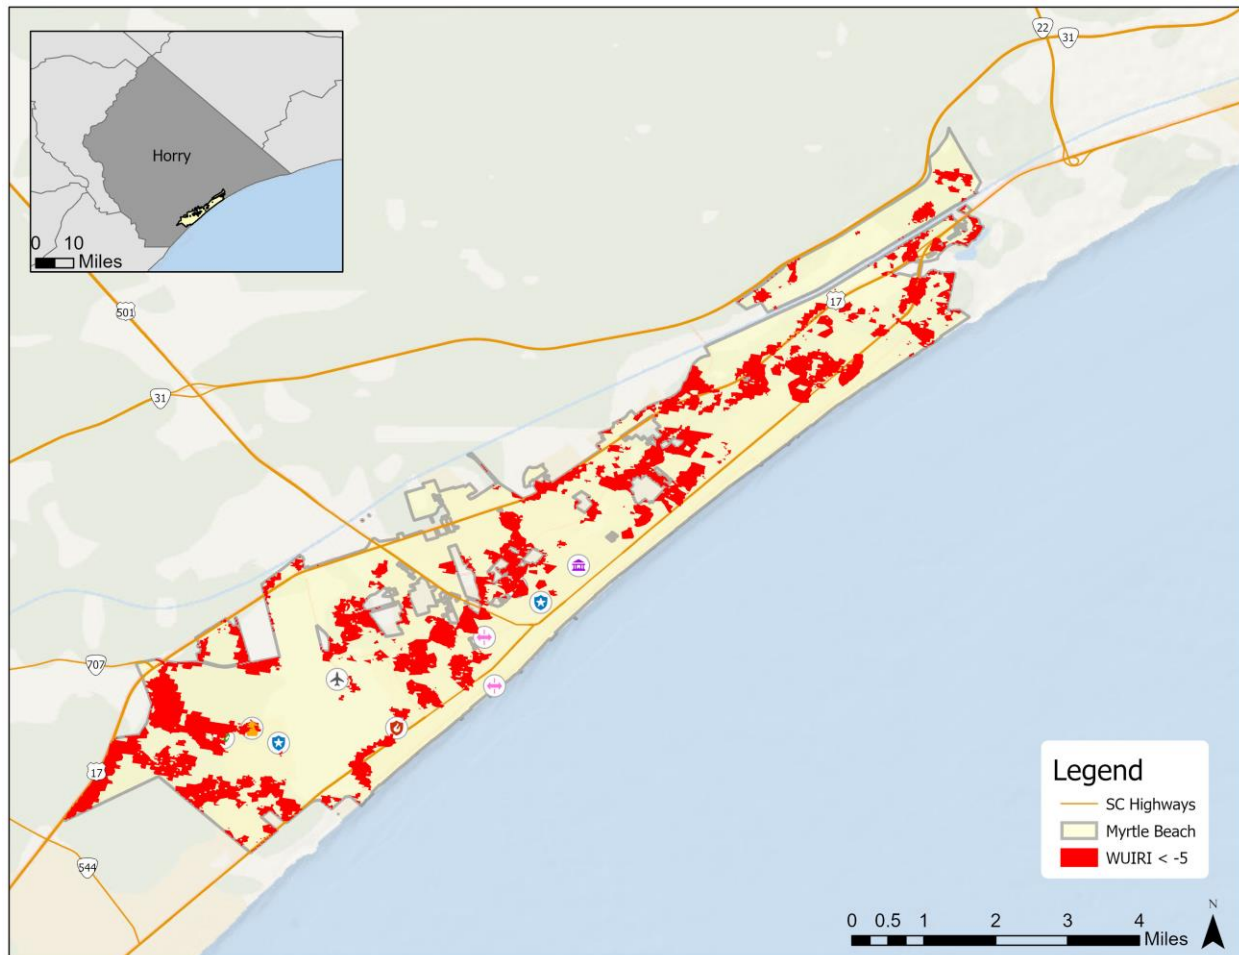 Horry
0 10
Miles
22
31
17
501
31
707
17
544
Legend
SC Highways
Myrtle Beach
WUIRI < -5
N
0 0.5 1 2 3 4
Miles